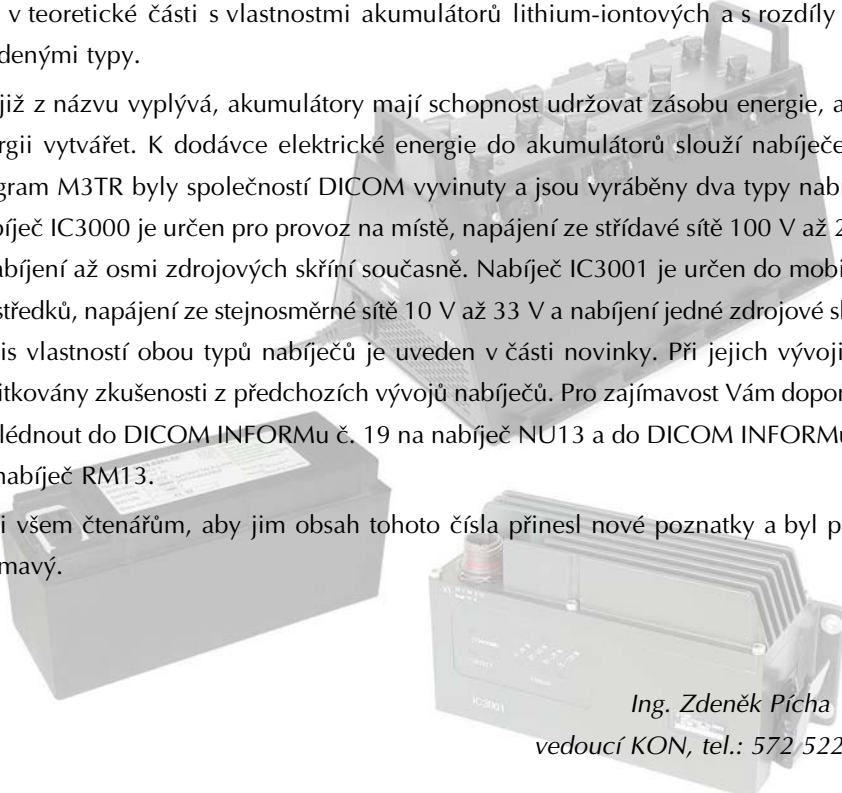 v teoretické části s vlastnostmi akumulátorů lithium-iontových a s rozdíly
denými typy.
již z názvu vyplývá, akumulátory mají schopnost udržovat zásobu energie, a
rgii vytvářet. K dodávce elektrické energie do akumulátorů slouží nabíječe
gram M3TR byly společností DICOM vyvinuty a jsou vyráběny dva typy nab
bíječ IC3000 je určen pro provoz na místě, napájení ze střídavé sítě 100 V až 2
abíjení až osmi zdrojových skříní současně. Nabíječ IC3001 je určen do mobi
středků, napájení ze stejnosměrné sítě 10 V až 33 V a nabíjení jedné zdrojové s
is vlastností obou typů nabíječů je uveden v části novinky. Při jejich vývoji
itkovány zkušenosti z předchozích vývojů nabíječů. Pro zajímavost Vám dopor
lédnout do DICOM INFORMu č. 19 na nabíječ NU13 a do DICOM INFORMu
nabíječ RM13.
i všem čtenářům, aby jim obsah tohoto čísla přinesl nové poznatky a byl p
mavý.
IC3001
Ing. Zdeněk Pícha
vedoucí KON, tel.: 572 522